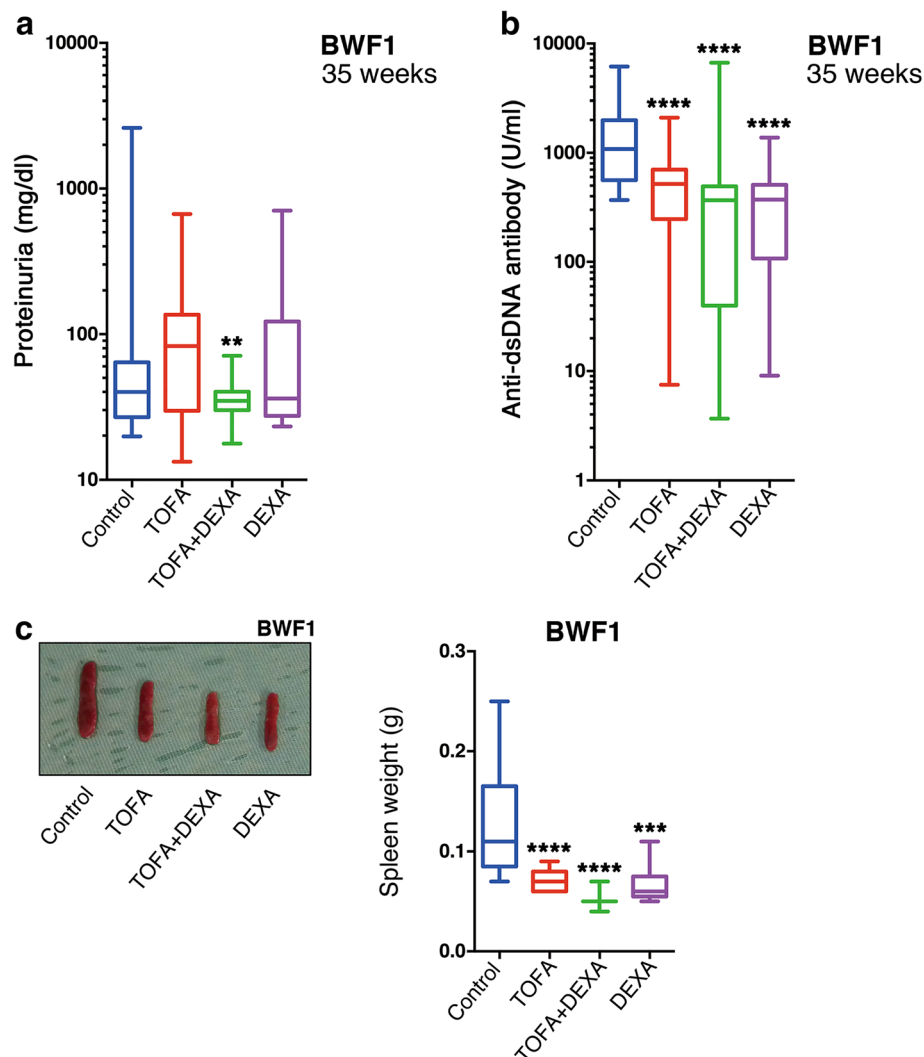 a
BWF1
35 weeks
Proteinuria (mg/dl)
10000
1000
100
10
**
Control
TOFA
TOFA+DEXA
DEXA
b
BWF1
35 weeks
Anti-dsDNA antibody (U/ml)
10000
1000
100
10
1
****
****
****
Control
TOFA
TOFA+DEXA
DEXA
c
BWF1
Control
TOFA
TOFA+DEXA
DEXA
BWF1
Spleen weight (g)
0.3
0.2
0.1
0.0
****
****
***
Control
TOFA
TOFA+DEXA
DEXA